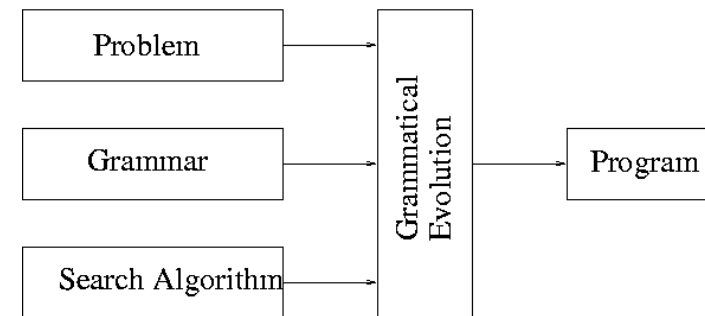 Problem
Grammar
Search Algorithm
Grammatical
Evolution
Program